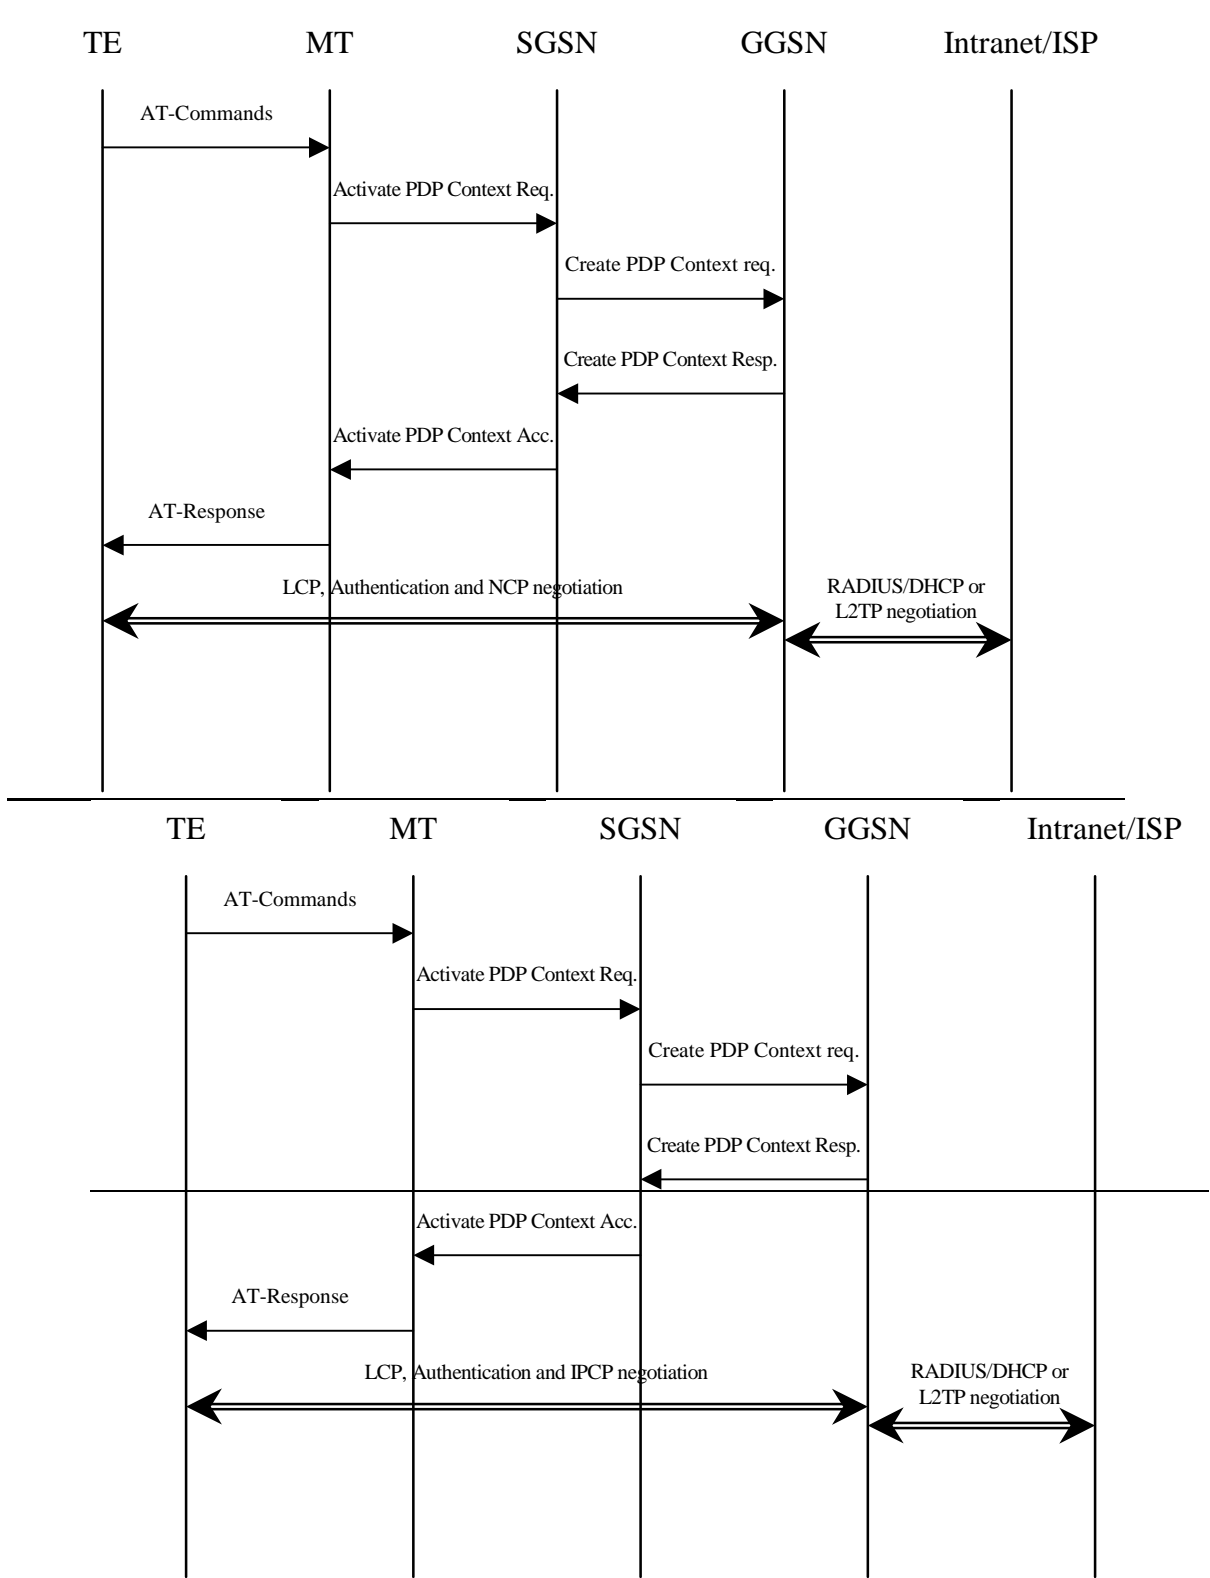 TE MT SGSN GGSN Intranet/ISP
AT-Commands
Activate PDP Context Req.
Create PDP Context req.
Create PDP Context Resp.
Activate PDP Context Acc.
AT-Response
LCP, Authentication and NCP negotiation
RADIUS/DHCP or
L2TP negotiation
TE MT SGSN GGSN Intranet/ISP
AT-Commands
Activate PDP Context Req.
Create PDP Context req.
Create PDP Context Resp.
Activate PDP Context Acc.
AT-Response
LCP, Authentication and IPCP negotiation
RADIUS/DHCP or
L2TP negotiation